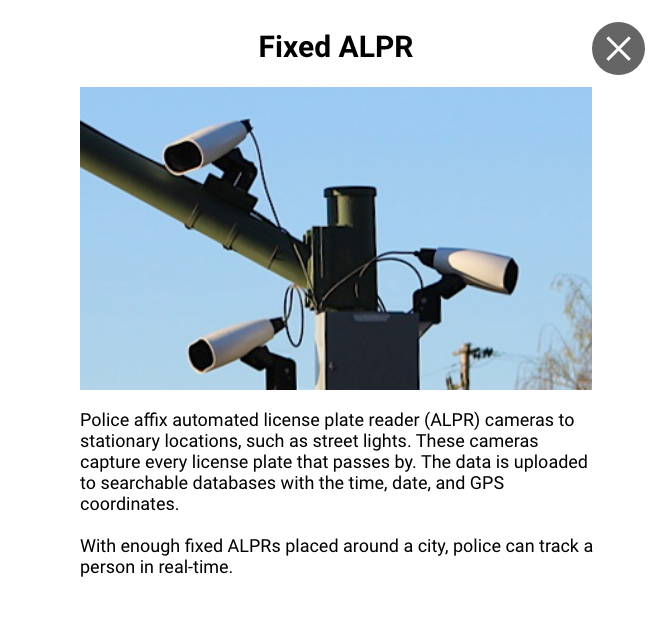 Fixed ALPR
Police affix automated license plate reader (ALPR) cameras to
stationary locations, such as street lights. These cameras
capture every license plate that passes by. The data is uploaded
to searchable databases with the time, date, and GPS
coordinates.
With enough fixed ALPRs placed around a city, police can track a
person in real-time.